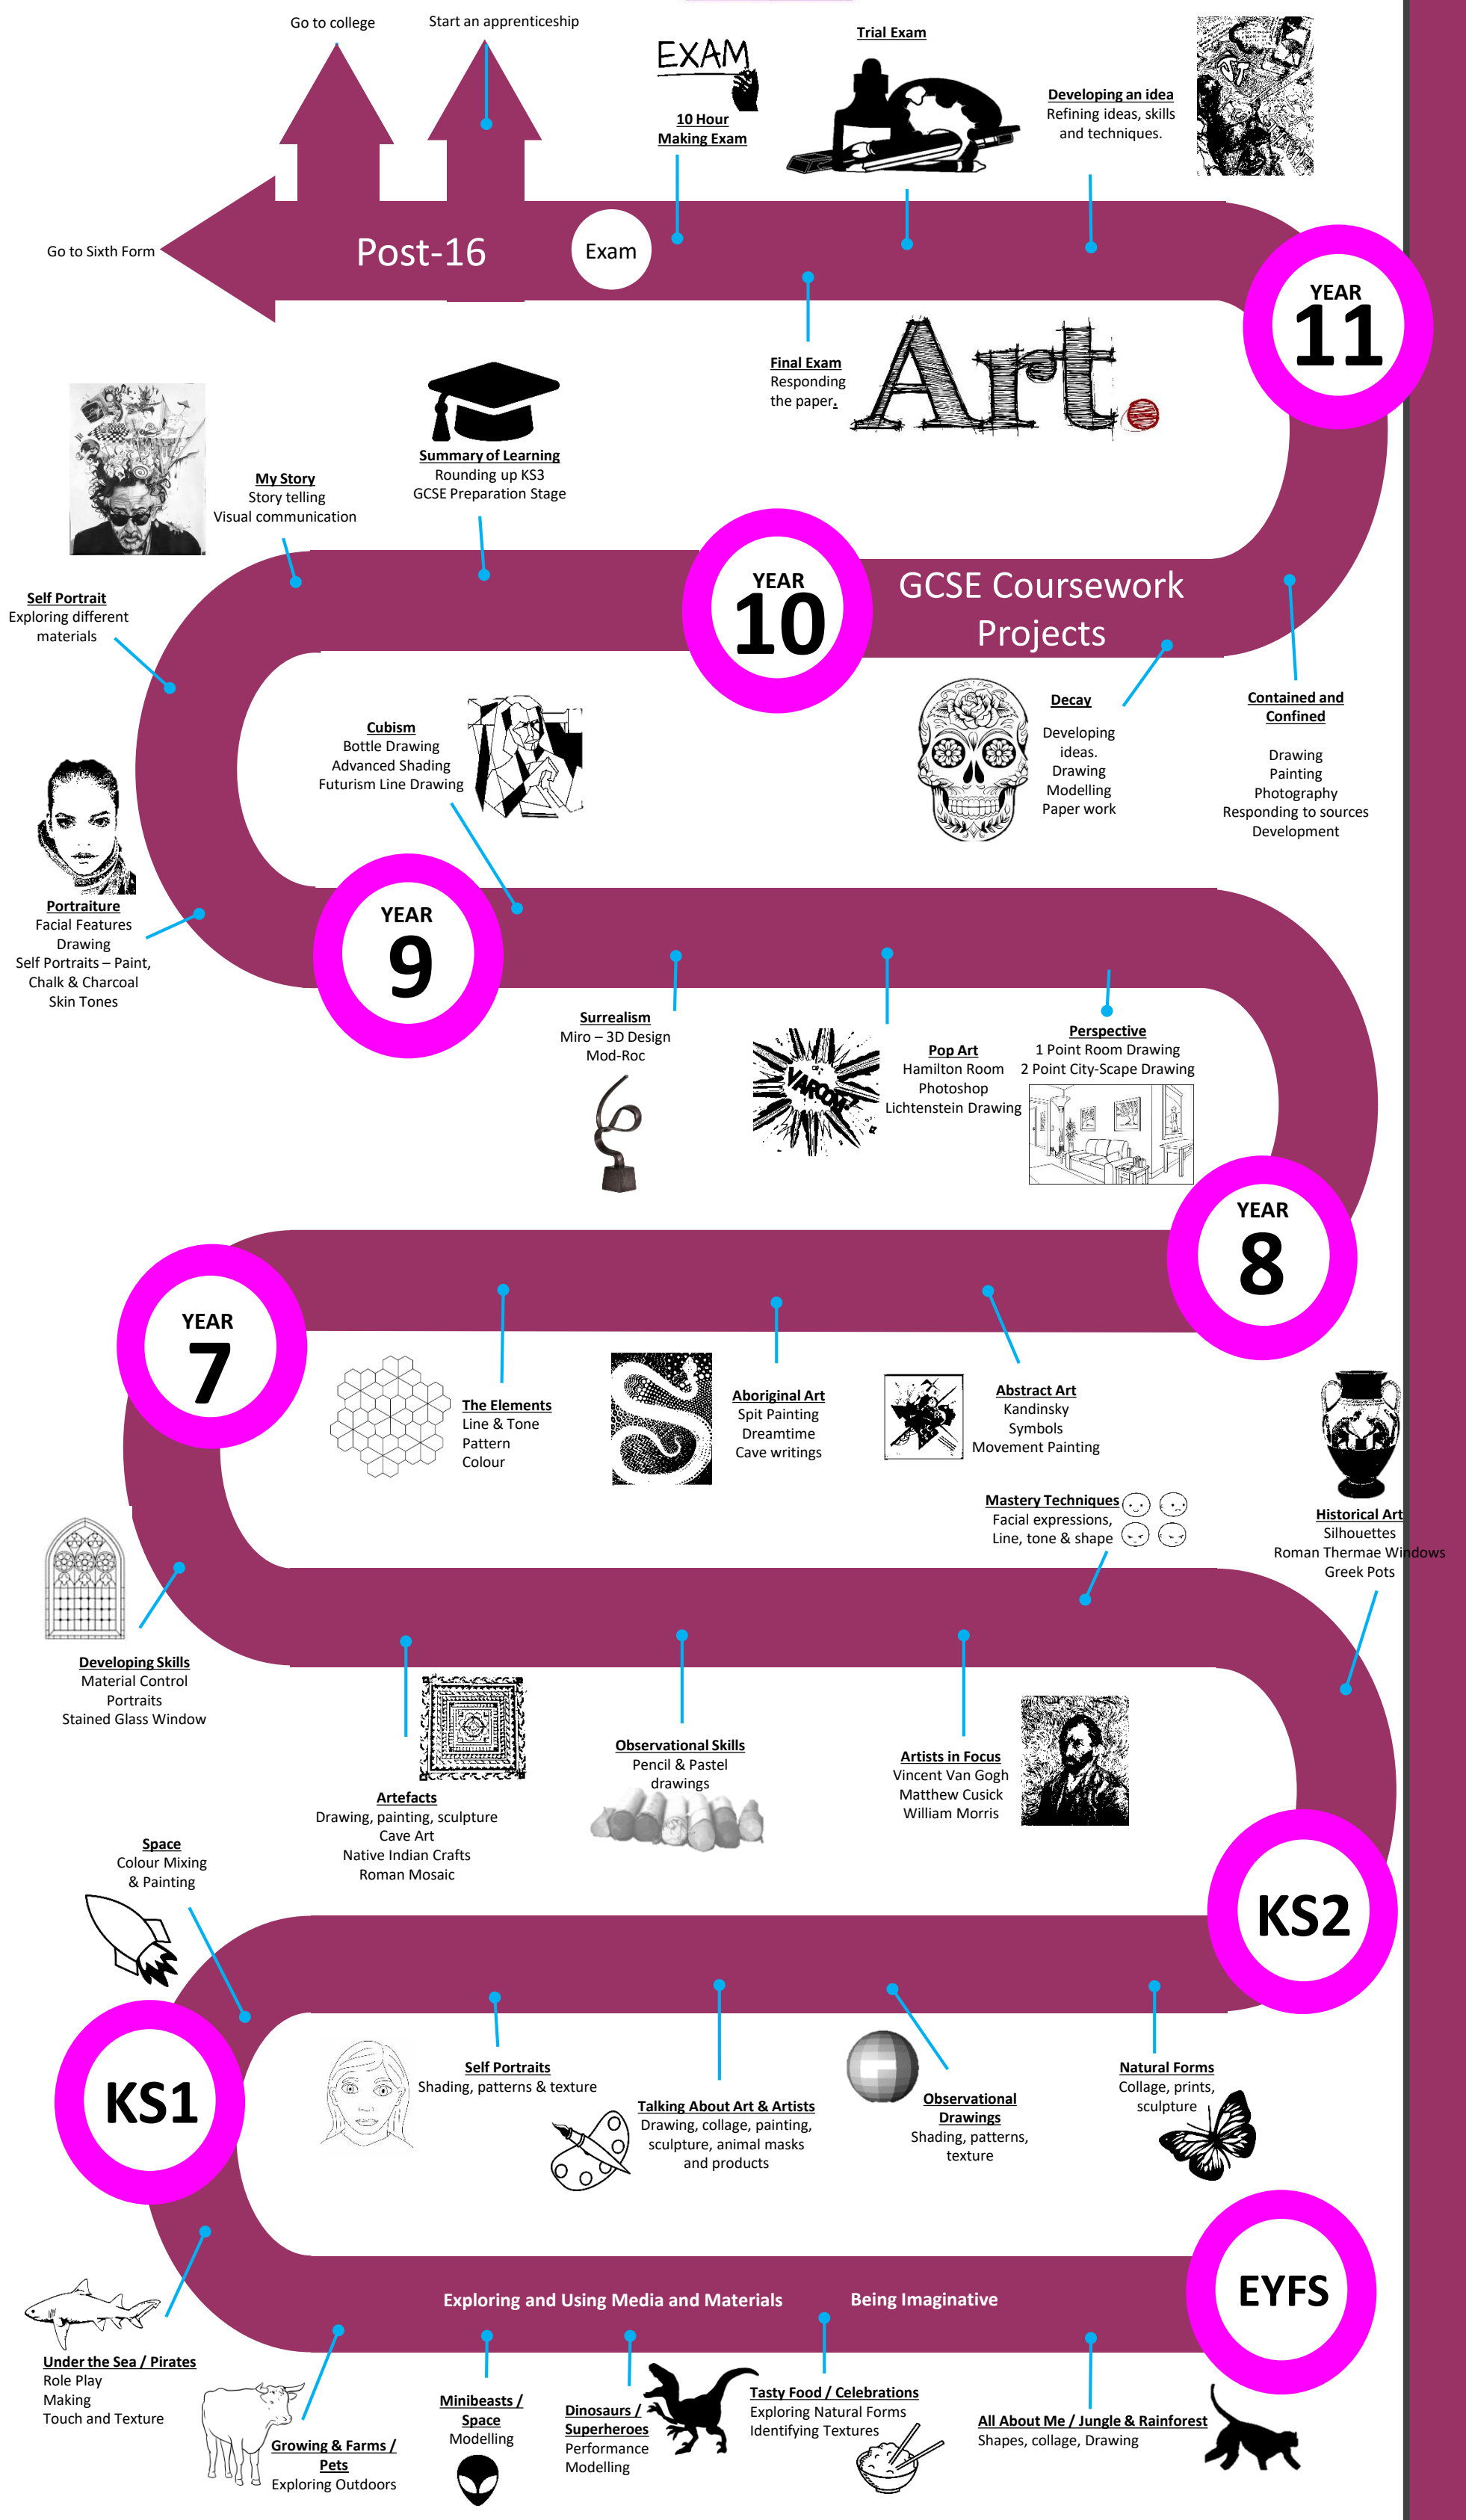 Go to college
Start an apprenticeship
EXAM
10 Hour
Making Exam
Trial Exam
Developing an idea
Refining ideas, skills
and techniques.
Go to Sixth Form
Post-16
Exam
YEAR
11
Final Exam
Responding
the paper.
Art.
Summary of Learning
Rounding up KS3
GCSE Preparation Stage
My Story
Story telling
Visual communication
Self Portrait
Exploring different
materials
YEAR
10
GCSE Coursework
Projects
Decay
Developing
ideas.
Drawing
Modelling
Paper work
Contained and
Confined
Drawing
Painting
Photography
Responding to sources
Development
Cubism
Bottle Drawing
Advanced Shading
Futurism Line Drawing
Portraiture
Facial Features
Drawing
Self Portraits – Paint,
Chalk & Charcoal
Skin Tones
YEAR
9
Surrealism
Miro – 3D Design
Mod-Roc
VAROOM!
Pop Art
Hamilton Room
Photoshop
Lichtenstein Drawing
Perspective
1 Point Room Drawing
2 Point City-Scape Drawing
YEAR
8
YEAR
7
The Elements
Line & Tone
Pattern
Colour
Aboriginal Art
Spit Painting
Dreamtime
Cave writings
Abstract Art
Kandinsky
Symbols
Movement Painting
Mastery Techniques
Facial expressions,
Line, tone & shape
Historical Art
Silhouettes
Roman Thermae Windows
Greek Pots
Developing Skills
Material Control
Portraits
Stained Glass Window
Artefacts
Drawing, painting, sculpture
Cave Art
Native Indian Crafts
Roman Mosaic
Observational Skills
Pencil & Pastel
drawings
Artists in Focus
Vincent Van Gogh
Matthew Cusick
William Morris
Space
Colour Mixing
& Painting
KS2
KS1
Self Portraits
Shading, patterns & texture
Talking About Art & Artists
Drawing, collage, painting,
sculpture, animal masks
and products
Observational
Drawings
Shading, patterns,
texture
Natural Forms
Collage, prints,
sculpture
EYFS
Exploring and Using Media and Materials
Being Imaginative
Under the Sea / Pirates
Role Play
Making
Touch and Texture
Growing & Farms /
Pets
Exploring Outdoors
Minibeasts /
Space
Modelling
Dinosaurs /
Superheroes
Performance
Modelling
Tasty Food / Celebrations
Exploring Natural Forms
Identifying Textures
All About Me / Jungle & Rainforest
Shapes, collage, Drawing